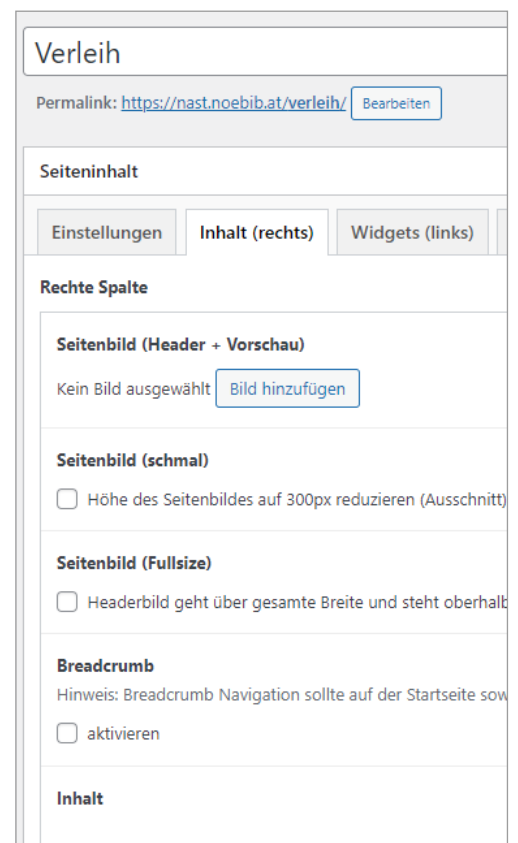 Verleih
Permalink: https://nast.noebib.at/verleih/ Bearbeiten
Seiteninhalt
Einstellungen Inhalt (rechts) Widgets (links)
Rechte Spalte
Seitenbild (Header + Vorschau)
Kein Bild ausgewählt Bild hinzufügen
Seitenbild (schmal)
Höhe des Seitenbildes auf 300px reduzieren (Ausschnitt)
Seitenbild (Fullsize)
Headerbild geht über gesamte Breite und steht oberhalb
Breadcrumb
Hinweis: Breadcrumb Navigation sollte auf der Startseite sow
aktivieren
Inhalt